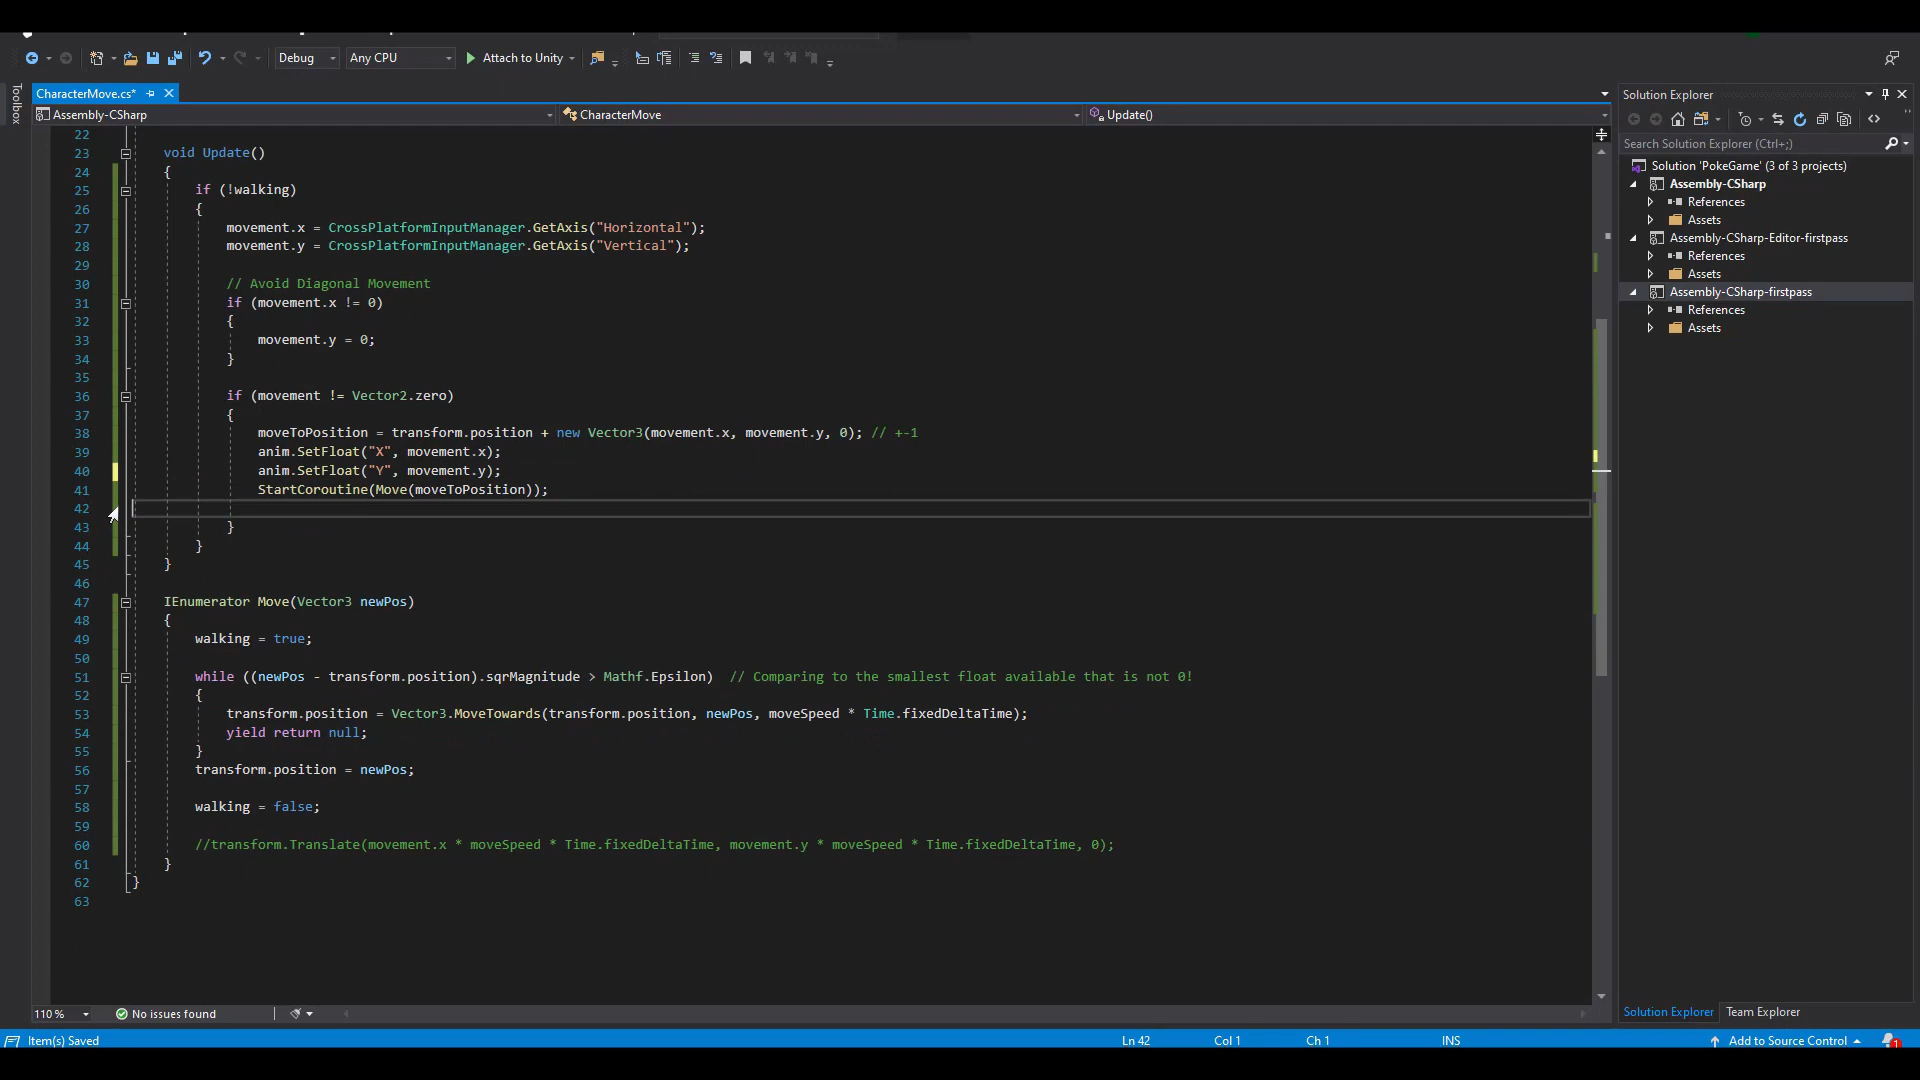 Debug Any CPU Attach to Unity
CharacterMove.cs*
Assembly-CSharp CharacterMove Update()
Toolbox
22
23 void Update()
24 {
25 if (!walking)
26 {
27 movement.x = CrossPlatformInputManager.GetAxis("Horizontal");
28 movement.y = CrossPlatformInputManager.GetAxis("Vertical");
29
30 // Avoid Diagonal Movement
31 if (movement.x != 0)
32 {
33 movement.y = 0;
34 }
35
36 if (movement != Vector2.zero)
37 {
38 moveToPosition = transform.position + new Vector3(movement.x, movement.y, 0); // +-1
39 anim.SetFloat("X", movement.x);
40 anim.SetFloat("Y", movement.y);
41 StartCoroutine(Move(moveToPosition));
42
43 }
44 }
45 }
46
47 IEnumerator Move(Vector3 newPos)
48 {
49 walking = true;
50
51 while ((newPos - transform.position).sqrMagnitude > Mathf.Epsilon) // Comparing to the smallest float available that is not 0!
52 {
53 transform.position = Vector3.MoveTowards(transform.position, newPos, moveSpeed * Time.fixedDeltaTime);
54 yield return null;
55 }
56 transform.position = newPos;
57
58 walking = false;
59
60 //transform.Translate(movement.x * moveSpeed * Time.fixedDeltaTime, movement.y * moveSpeed * Time.fixedDeltaTime, 0);
61 }
62 }
63
Solution Explorer
Search Solution Explorer (Ctrl+;)
Solution 'PokeGame' (3 of 3 projects)
Assembly-CSharp
References
Assets
Assembly-CSharp-Editor-firstpass
References
Assets
Assembly-CSharp-firstpass
References
Assets
110 % No issues found
Solution Explorer Team Explorer
Item(s) Saved Ln 42 Col 1 Ch 1 INS Add to Source Control 1